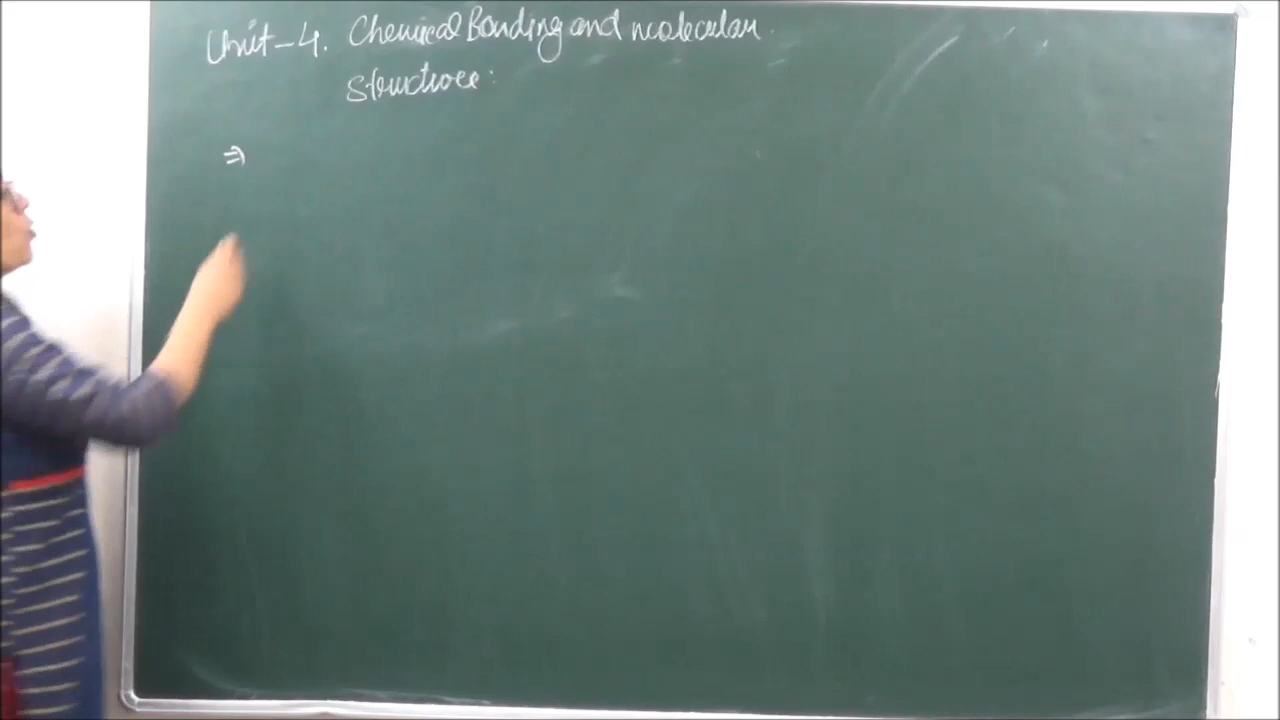 Unit - 4. Chemical Bonding and molecular
structure:
⇒